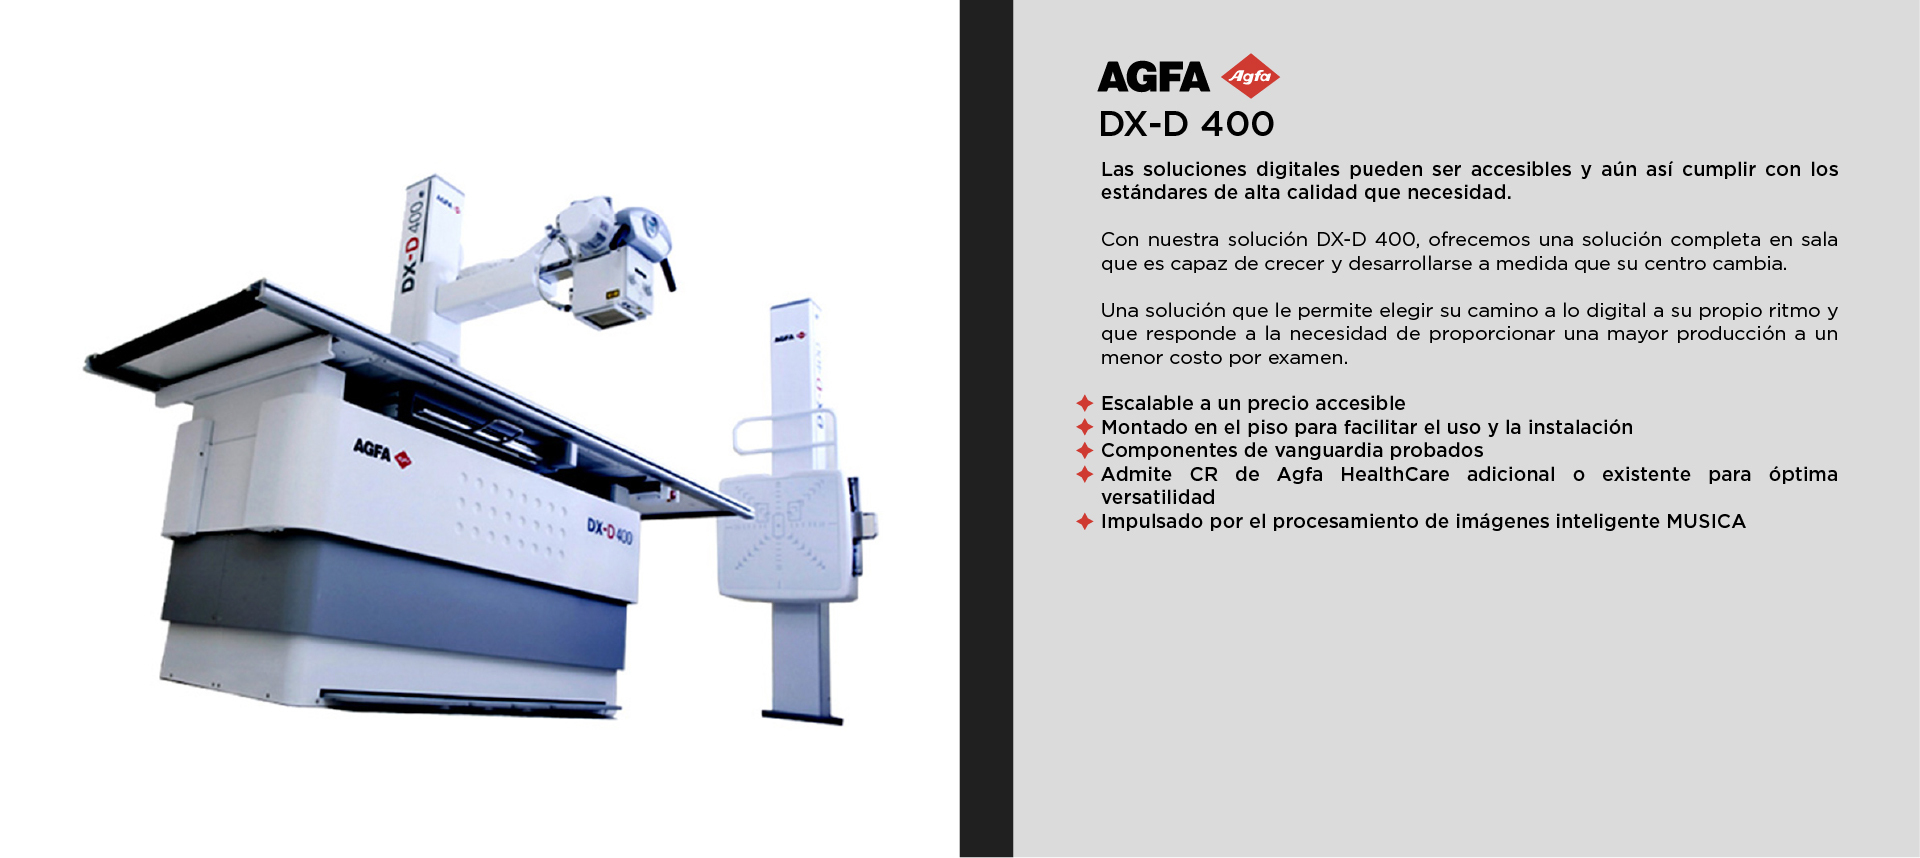 AGFA Agfa
DX-D 400
Las soluciones digitales pueden ser accesibles y aún así cumplir con los
estándares de alta calidad que necesidad.
Con nuestra solución DX-D 400, ofrecemos una solución completa en sala
que es capaz de crecer y desarrollarse a medida que su centro cambia.
Una solución que le permite elegir su camino a lo digital a su propio ritmo y
que responde a la necesidad de proporcionar una mayor producción a un
menor costo por examen.
Escalable a un precio accesible
Montado en el piso para facilitar el uso y la instalación
Componentes de vanguardia probados
Admite CR de Agfa HealthCare adicional o existente para óptima
versatilidad
Impulsado por el procesamiento de imágenes inteligente MUSICA
AGFA
DX-D 400
AGFA
DX-D 400
AGFA
DX-D 400